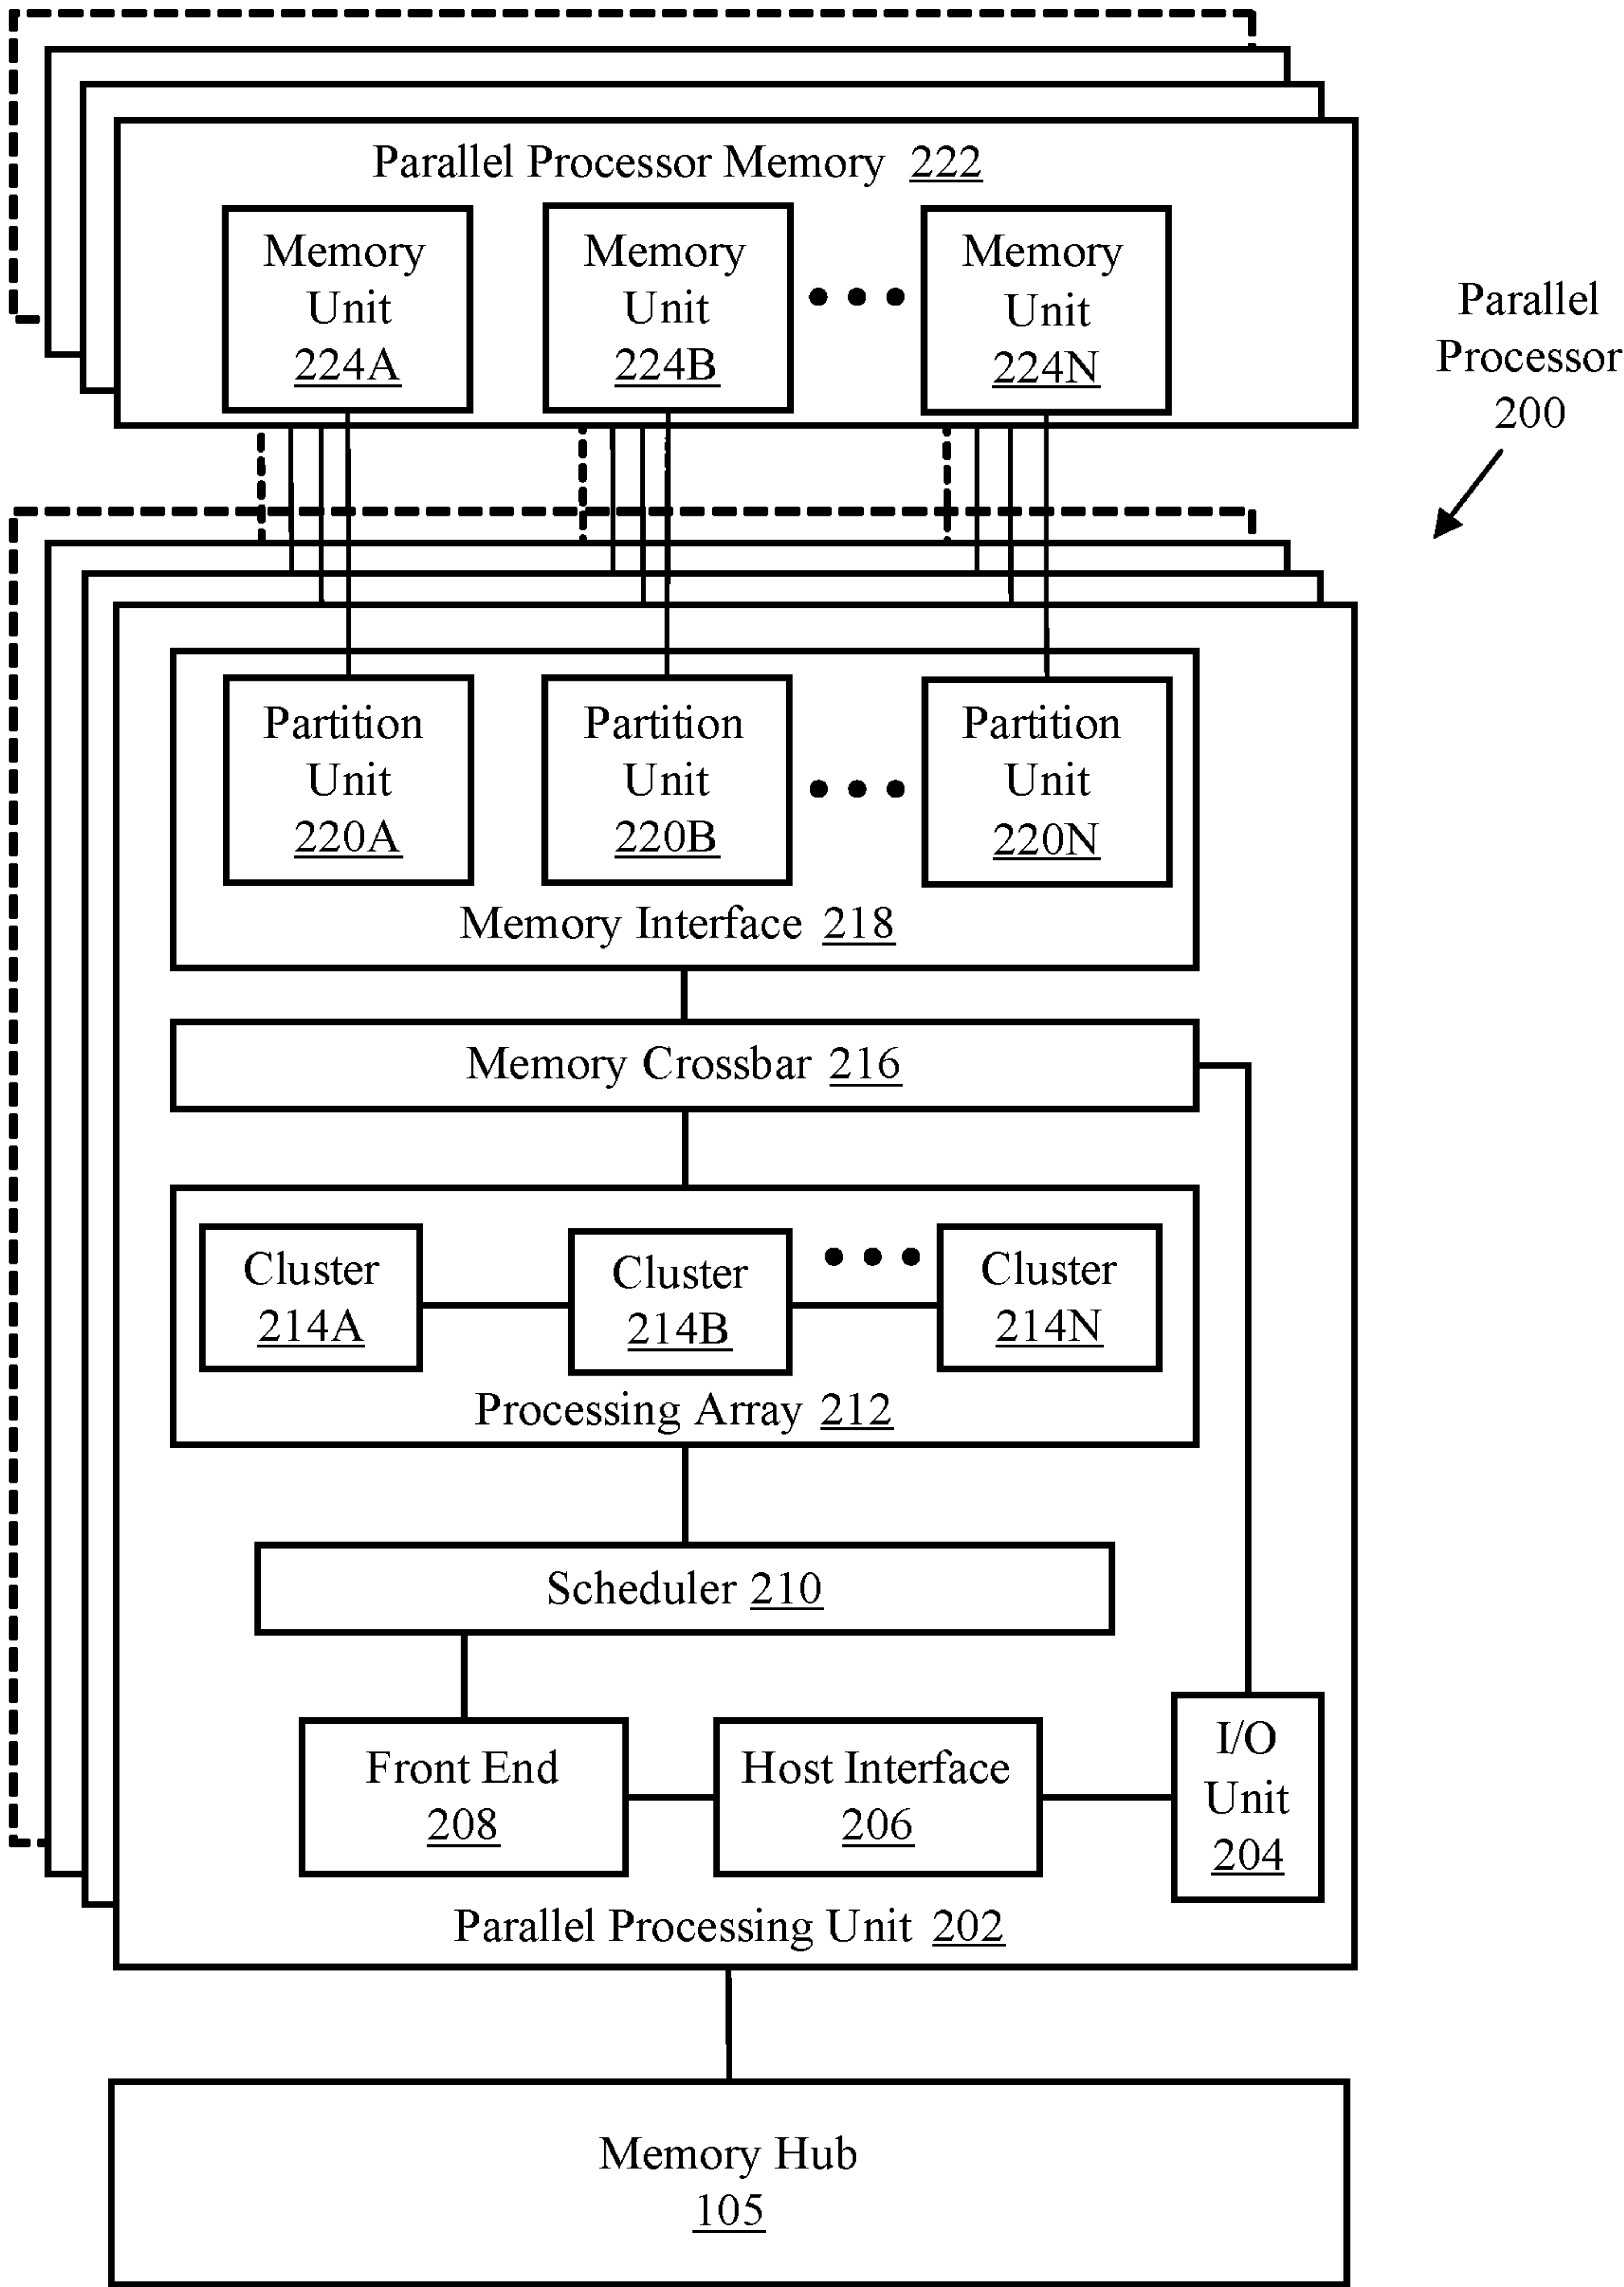 Parallel Processor Memory 222
Memory
Unit
224A
Memory
Unit
224B
Memory
Unit
224N
Parallel
Processor
200
Partition
Unit
220A
Partition
Unit
220B
Partition
Unit
220N
Memory Interface 218
Memory Crossbar 216
Cluster
214A
Cluster
214B
Cluster
214N
Processing Array 212
Scheduler 210
Front End
208
Host Interface
206
I/O
Unit
204
Parallel Processing Unit 202
Memory Hub
105